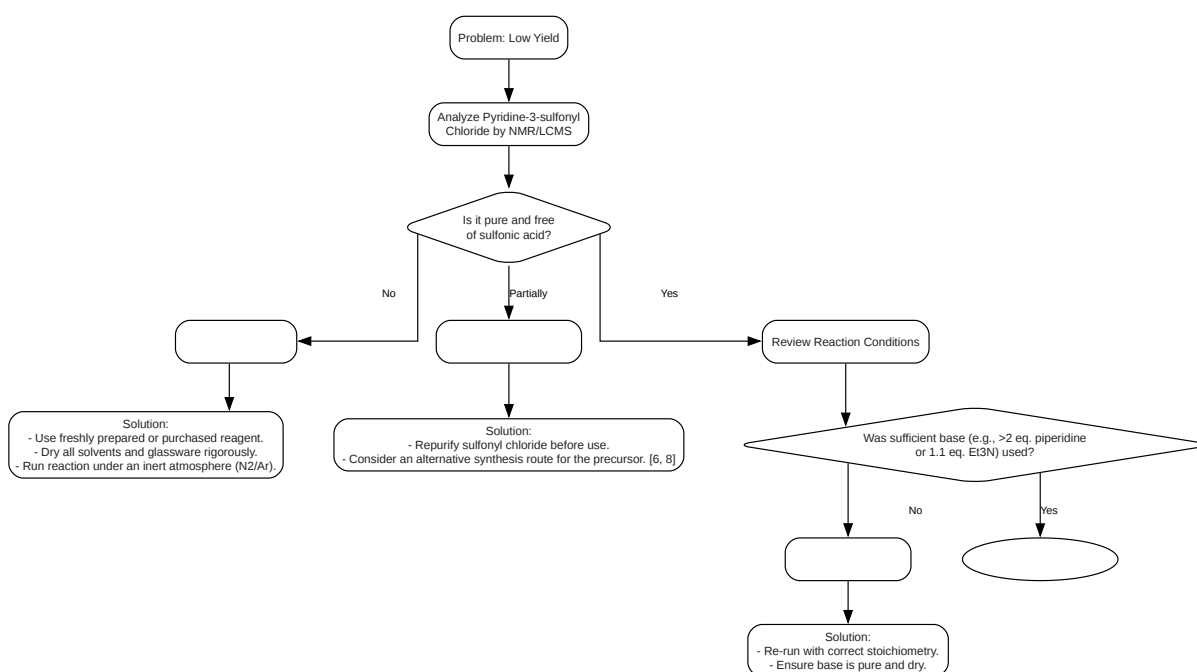 Problem: Low Yield
Analyze Pyridine-3-sulfonyl
Chloride by NMR/LCMS
Is it pure and free
of sulfonic acid?
No
Partially
Yes
Review Reaction Conditions
Solution:
- Use freshly prepared or purchased reagent.
- Dry all solvents and glassware rigorously.
- Run reaction under an inert atmosphere (N2/Ar).
Solution:
- Repurify sulfonyl chloride before use.
- Consider an alternative synthesis route for the precursor. [6, 8]
Was sufficient base (e.g., >2 eq. piperidine
or 1.1 eq. Et3N) used?
No
Yes
Solution:
- Re-run with correct stoichiometry.
- Ensure base is pure and dry.